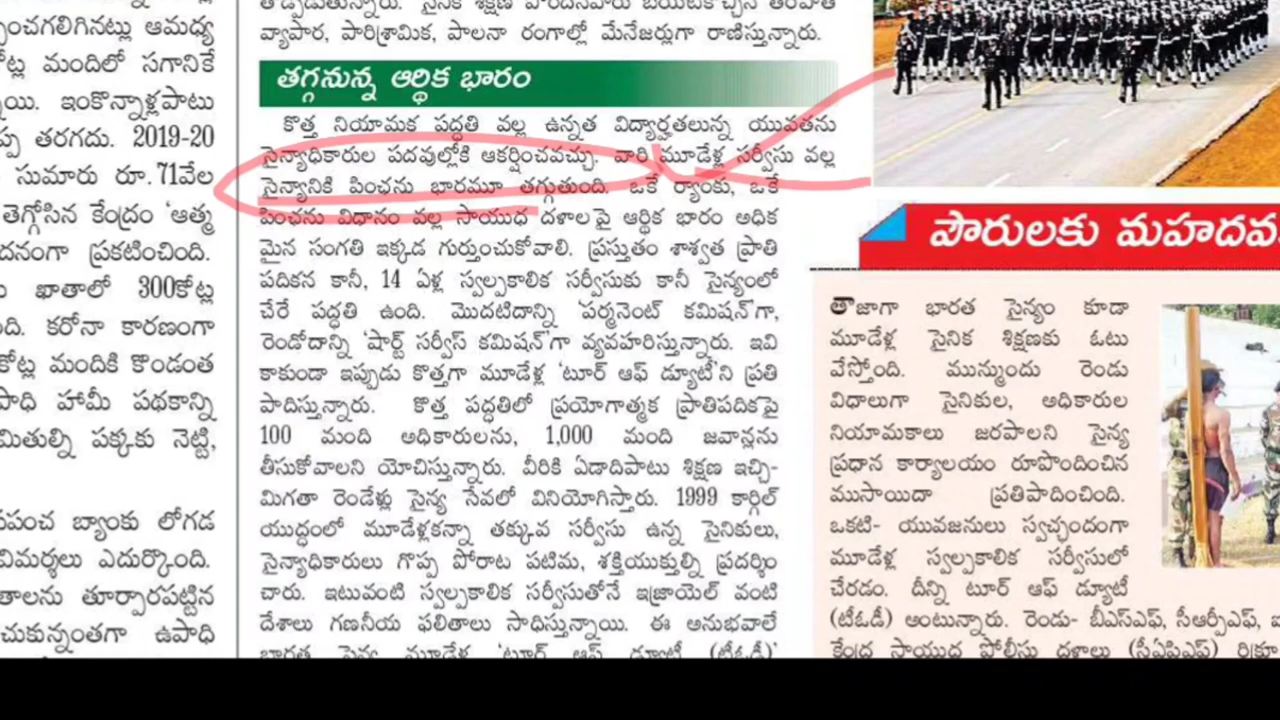 వ్యాపార, పారిశ్రామిక, పాలనా రంగాల్లో మేనేజర్లుగా రాణిస్తున్నారు.
తగ్గనున్న ఆర్థిక భారం
కొత్త నియామక పద్ధతి వల్ల ఉన్నత విద్యార్హతలున్న యువతను
సైన్యాధికారుల పదవుల్లోకి ఆకర్షించవచ్చు. వారి మూడేళ్ల సర్వీసు వల్ల
సైన్యానికి పింఛను భారమూ తగ్గుతుంది. ఒకే ర్యాంకు, ఒకే
పింఛను విధానం వల్ల సాయుధ దళాలపై ఆర్థిక భారం అధిక
మైన సంగతి ఇక్కడ గుర్తుంచుకోవాలి. ప్రస్తుతం శాశ్వత ప్రాతి
పదికన కానీ, 14 ఏళ్ల స్వల్పకాలిక సర్వీసుకు కానీ సైన్యంలో
చేరే పద్ధతి ఉంది. మొదటిదాన్ని 'పర్మనెంట్ కమిషన్'గా,
రెండోదాన్ని 'షార్ట్ సర్వీస్ కమిషన్'గా వ్యవహరిస్తున్నారు. ఇవి
కాకుండా ఇప్పుడు కొత్తగా మూడేళ్ల 'టూర్ ఆఫ్ డ్యూటీ'ని ప్రతి
పాదిస్తున్నారు. కొత్త పద్ధతిలో ప్రయోగాత్మక ప్రాతిపదికపై
100 మంది అధికారులను, 1,000 మంది జవాన్లను
తీసుకోవాలని యోచిస్తున్నారు. వీరికి ఏడాదిపాటు శిక్షణ ఇచ్చి-
మిగతా రెండేళ్లు సైన్య సేవలో వినియోగిస్తారు. 1999 కార్గిల్
యుద్ధంలో మూడేళ్లకన్నా తక్కువ సర్వీసు ఉన్న సైనికులు,
సైన్యాధికారులు గొప్ప పోరాట పటిమ, శక్తియుక్తుల్ని ప్రదర్శిం
చారు. ఇటువంటి స్వల్పకాలిక సర్వీసుతోనే ఇజ్రాయెల్ వంటి
దేశాలు గణనీయ ఫలితాలు సాధిస్తున్నాయి. ఈ అనుభవాలే
ంచగలిగినట్లు ఆమధ్య
కోట్ల మందిలో సగానికే
నాయి. ఇంకొన్నాళ్లపాటు
ప్ప తరగదు. 2019-20
సుమారు రూ.71వేల
తెగ్గోసిన కేంద్రం 'ఆత్మ
దనంగా ప్రకటించింది.
ఖాతాలో 300కోట్ల
ంది. కరోనా కారణంగా
కోట్ల మందికి కొండంత
పాధి హామీ పథకాన్ని
మితుల్ని పక్కకు నెట్టి,
పపంచ బ్యాంకు లోగడ
విమర్శలు ఎదుర్కొంది.
తాలను తూర్పారపట్టిన
చుకున్నంతగా ఉపాధి
పౌరులకు మహదవ
తాజాగా భారత సైన్యం కూడా
మూడేళ్ల సైనిక శిక్షణకు ఓటు
వేస్తోంది. మున్ముందు రెండు
విధాలుగా సైనికుల, అధికారుల
నియామకాలు జరపాలని సైన్య
ప్రధాన కార్యాలయం రూపొందించిన
ముసాయిదా ప్రతిపాదించింది.
ఒకటి- యువజనులు స్వచ్ఛందంగా
మూడేళ్ల స్వల్పకాలిక సర్వీసులో
చేరడం. దీన్ని టూర్ ఆఫ్ డ్యూటీ
(టీఓడీ) అంటున్నారు. రెండు- బీఎస్ఎఫ్, సీఆర్పీఎఫ్,
కేంద్ర సాయుధ పోలీసు దళాలు (సీఏపీఎఫ్)